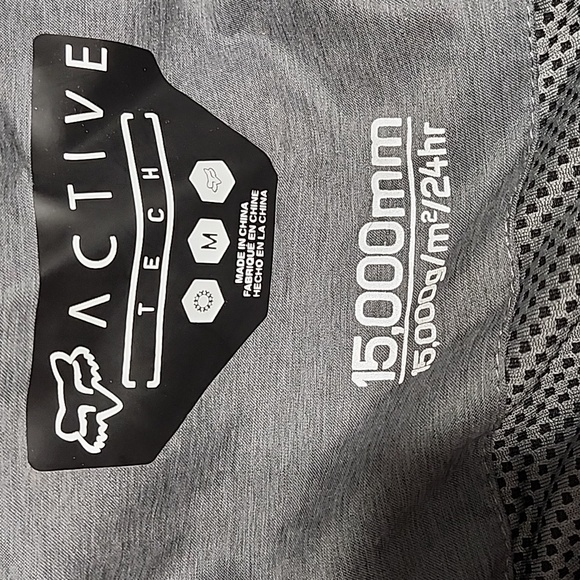 ACTIVE
TECH
M
MADE IN CHINA
FABRIQUÉ EN CHINE
HECHO EN LA CHINA
15,000mm
15,000g/m²/24hr